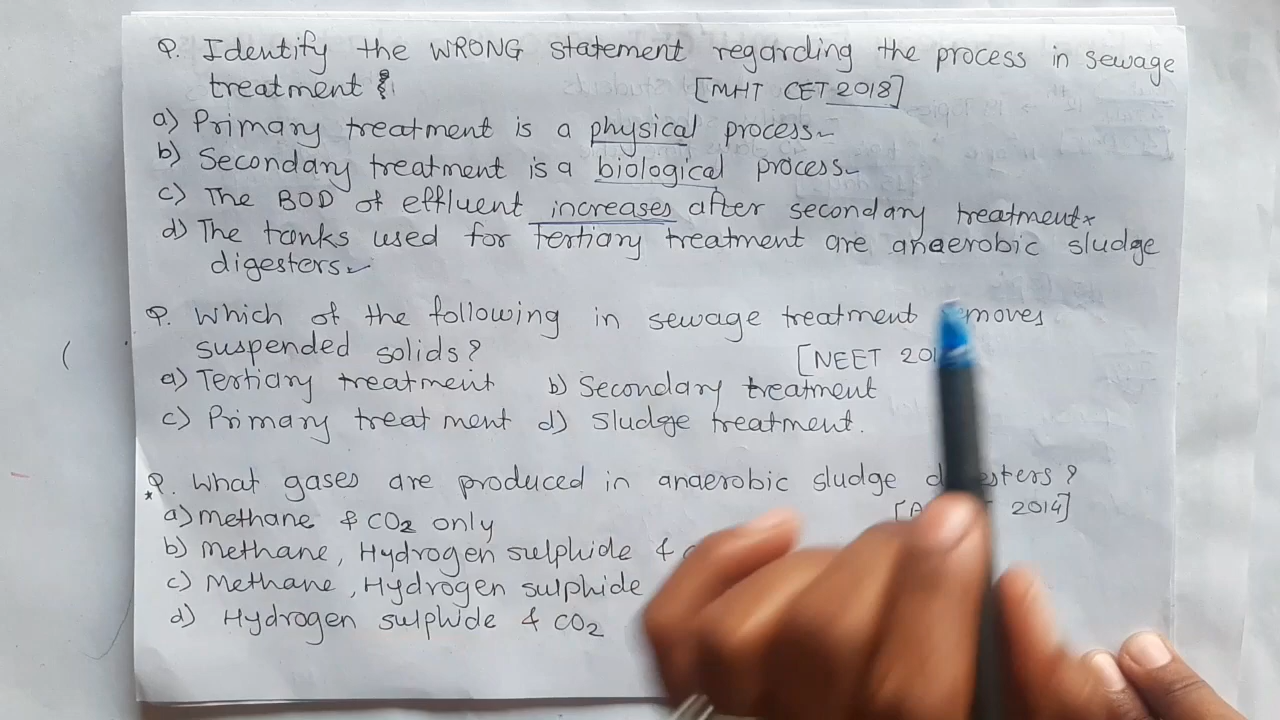 Q. Identify the WRONG statement regarding the process in sewage
treatment :
[MHT CET 2018]
a) Primary treatment is a physical process
b) Secondary treatment is a biological process
c) The BOD of effluent increases after secondary treatment
d) The tanks used for tertiary treatment are anaerobic sludge
digesters
Q. Which of the following in sewage treatment
suspended solids?
[NEET
a) Tertiary treatment b) Secondary treatment
c) Primary treatment d) Sludge treatment.
Q. What gases are produced in anaerobic sludge
2014]
a) methane & CO2 only
b) Methane, Hydrogen sulphide &
c) Methane, Hydrogen sulphide
d) Hydrogen sulphide & CO2